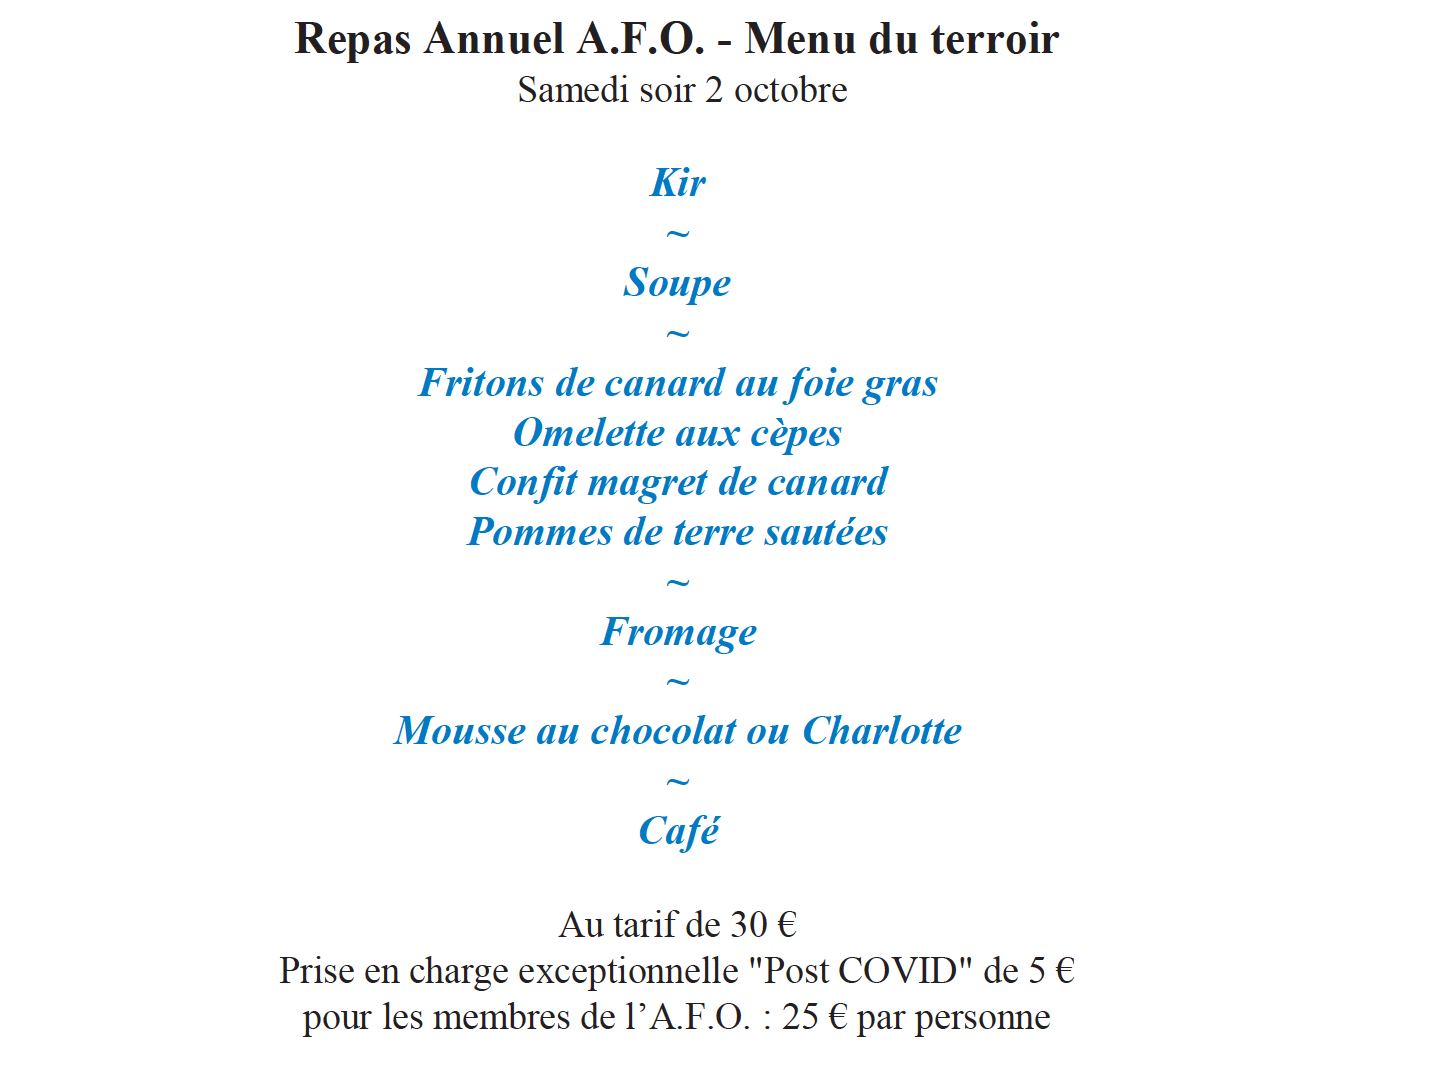 Repas Annuel A.F.O. - Menu du terroir
Samedi soir 2 octobre
Kir
~
Soupe
~
Fritons de canard au foie gras
Omelette aux cèpes
Confit magret de canard
Pommes de terre sautées
~
Fromage
~
Mousse au chocolat ou Charlotte
~
Café
Au tarif de 30 €
Prise en charge exceptionnelle "Post COVID" de 5 €
pour les membres de l’A.F.O. : 25 € par personne